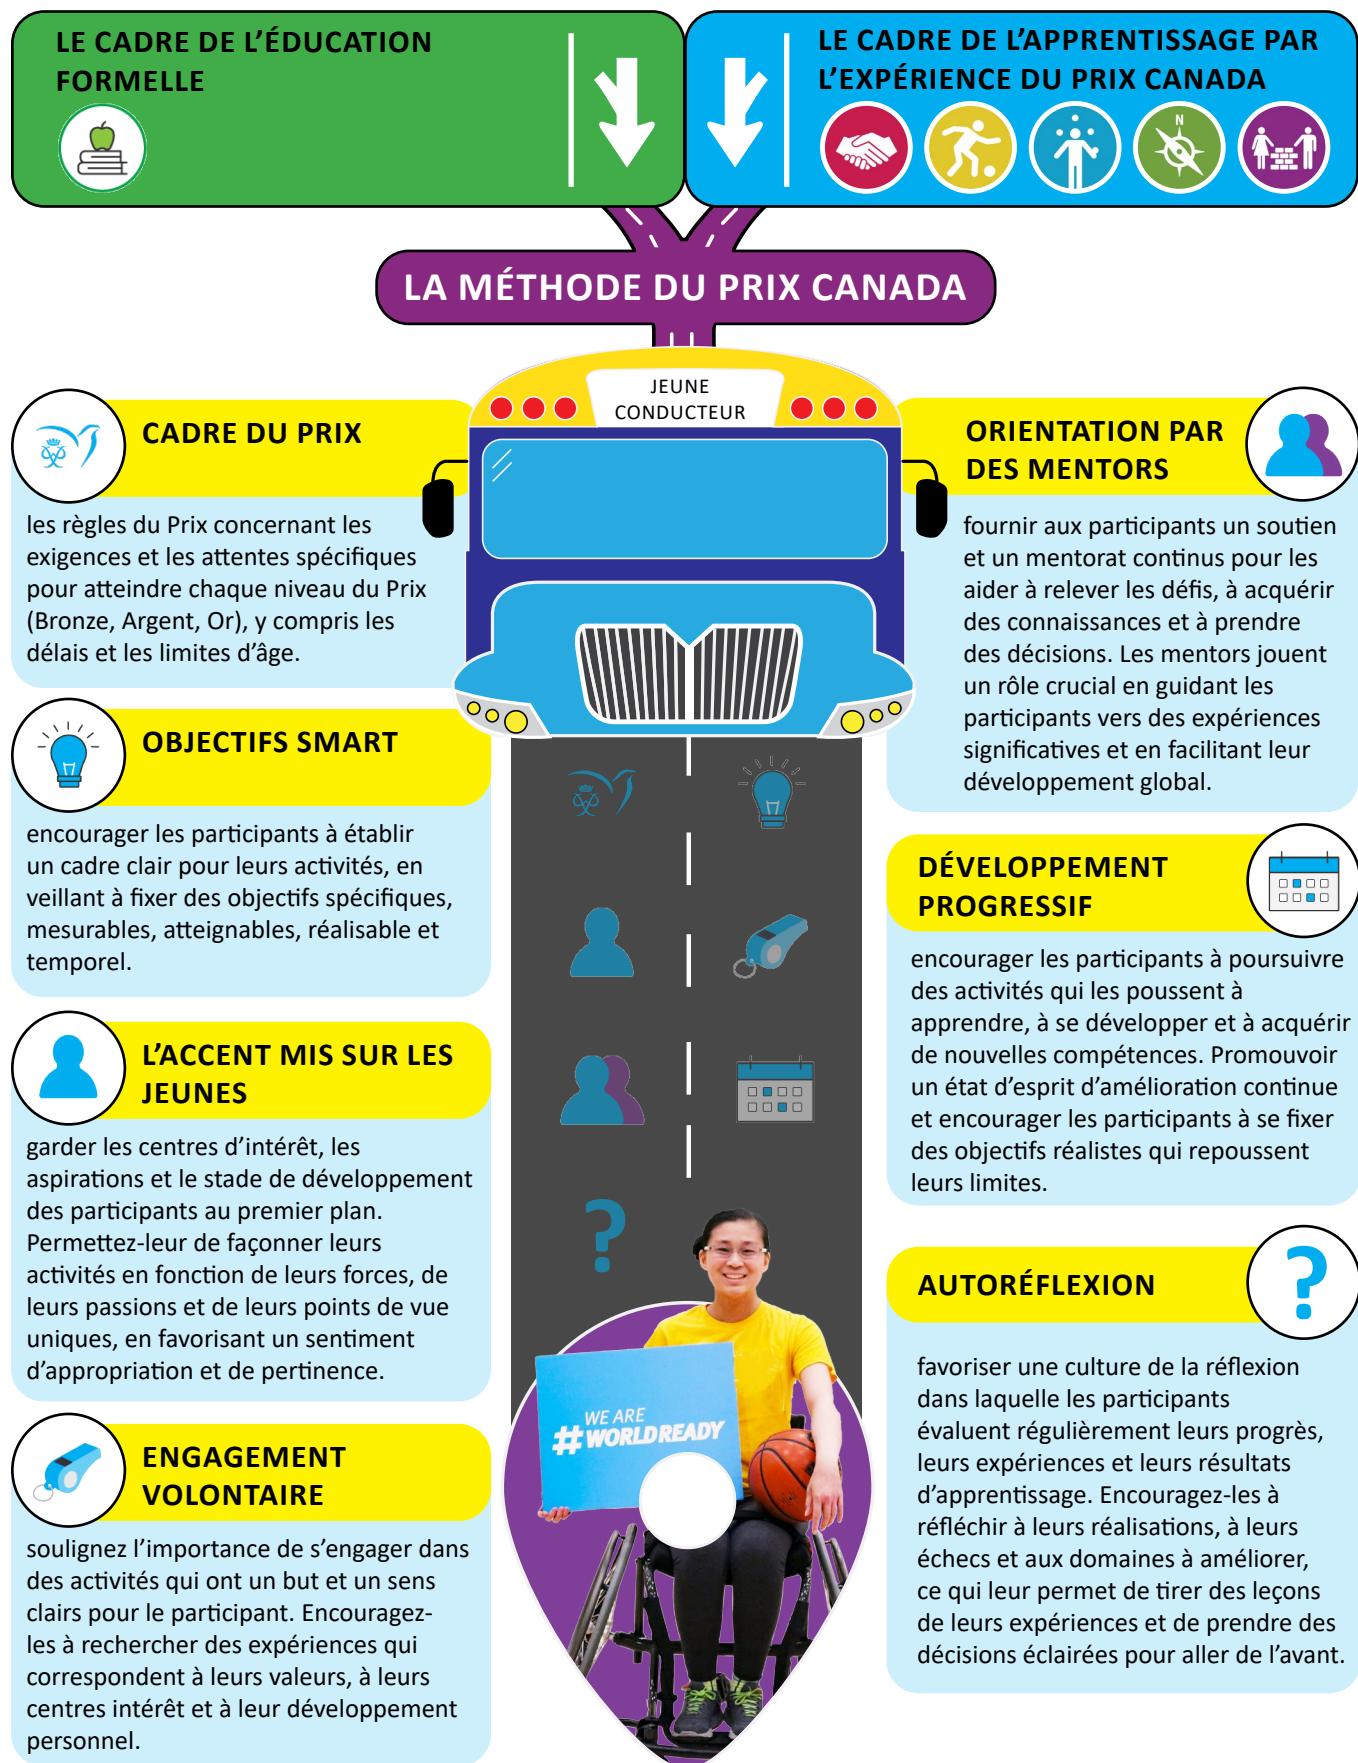 LE CADRE DE L'ÉDUCATION
FORMELLE
LE CADRE DE L'APPRENTISSAGE PAR
L'EXPÉRIENCE DU PRIX CANADA
N
LA MÉTHODE DU PRIX CANADA
JEUNE
CONDUCTEUR
CADRE DU PRIX
les règles du Prix concernant les
exigences et les attentes spécifiques
pour atteindre chaque niveau du Prix
(Bronze, Argent, Or), y compris les
délais et les limites d'âge.
OBJECTIFS SMART
encourager les participants à établir
un cadre clair pour leurs activités, en
veillant à fixer des objectifs spécifiques,
mesurables, atteignables, réalisable et
temporel.
L'ACCENT MIS SUR LES
JEUNES
garder les centres d'intérêt, les
aspirations et le stade de développement
des participants au premier plan.
Permettez-leur de façonner leurs
activités en fonction de leurs forces, de
leurs passions et de leurs points de vue
uniques, en favorisant un sentiment
d'appropriation et de pertinence.
ENGAGEMENT
VOLONTAIRE
soulignez l'importance de s'engager dans
des activités qui ont un but et un sens
clairs pour le participant. Encouragez-
les à rechercher des expériences qui
correspondent à leurs valeurs, à leurs
centres intérêt et à leur développement
personnel.
ORIENTATION PAR
DES MENTORS
fournir aux participants un soutien
et un mentorat continus pour les
aider à relever les défis, à acquérir
des connaissances et à prendre
des décisions. Les mentors jouent
un rôle crucial en guidant les
participants vers des expériences
significatives et en facilitant leur
développement global.
DÉVELOPPEMENT
PROGRESSIF
encourager les participants à poursuivre
des activités qui les poussent à
apprendre, à se développer et à acquérir
de nouvelles compétences. Promouvoir
un état d'esprit d'amélioration continue
et encourager les participants à se fixer
des objectifs réalistes qui repoussent
leurs limites.
AUTORÉFLEXION
?
favoriser une culture de la réflexion
dans laquelle les participants
évaluent régulièrement leurs progrès,
leurs expériences et leurs résultats
d'apprentissage. Encouragez-les à
réfléchir à leurs réalisations, à leurs
échecs et aux domaines à améliorer,
ce qui leur permet de tirer des leçons
de leurs expériences et de prendre des
décisions éclairées pour aller de l'avant.
?
WE ARE
#WORLDREADY